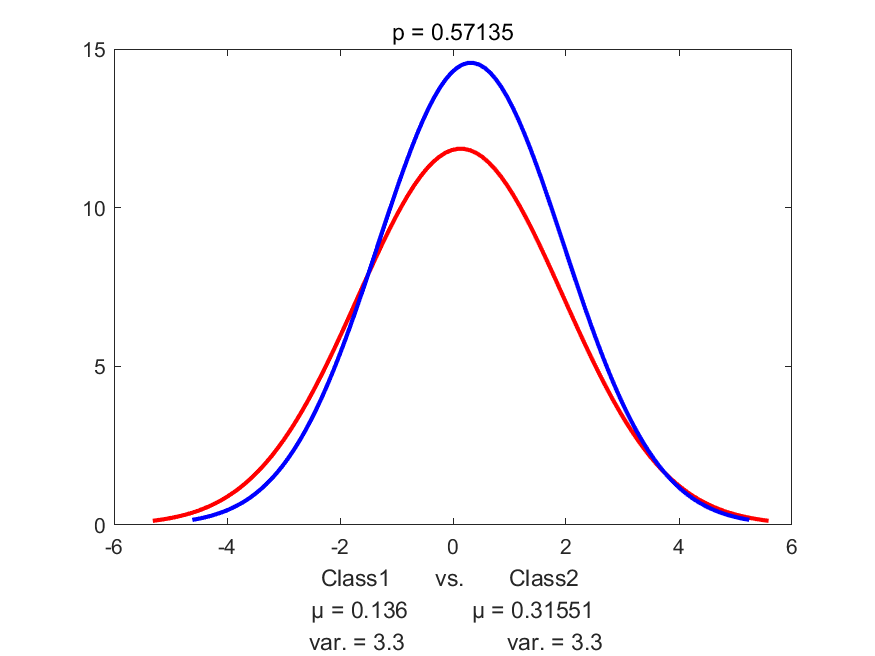 p = 0.57135
15
10
5
0
-6 -4 -2 0 2 4 6
Class1 vs. Class2
μ = 0.136 μ = 0.31551
var. = 3.3 var. = 3.3